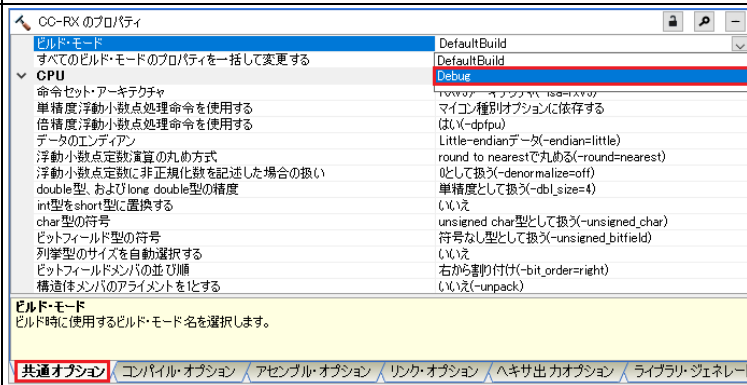 CC-RX のプロパティ
ビルド・モード DefaultBuild
すべてのビルド・モードのプロパティを一括して変更する DefaultBuild
CPU Debug
命令セット・アーキテクチャ
単精度浮動小数点処理命令を使用する マイコン種別オプションに依存する
倍精度浮動小数点処理命令を使用する はい(-dpfpu)
データのエンディアン Little-endianデータ(-endian=little)
浮動小数点定数演算の丸め方式 round to nearestで丸める(-round=nearest)
浮動小数点定数に非正規化数を記述した場合の扱い 0として扱う(-denormalize=off)
double型、およびlong double型の精度 単精度として扱う(-dbl_size=4)
int型をshort型に置換する いいえ
char型の符号 unsigned char型として扱う(-unsigned_char)
ビットフィールド型の符号 符号なし型として扱う(-unsigned_bitfield)
列挙型のサイズを自動選択する いいえ
ビットフィールドメンバの並び順 右から割り付け(-bit_order=right)
構造体メンバのアライメントを1とする いいえ(-unpack)
ビルド・モード
ビルド時に使用するビルド・モード名を選択します。
共通オプション コンパイル・オプション アセンブル・オプション リンク・オプション ヘキサ出力オプション ライブラリ・ジェネレー